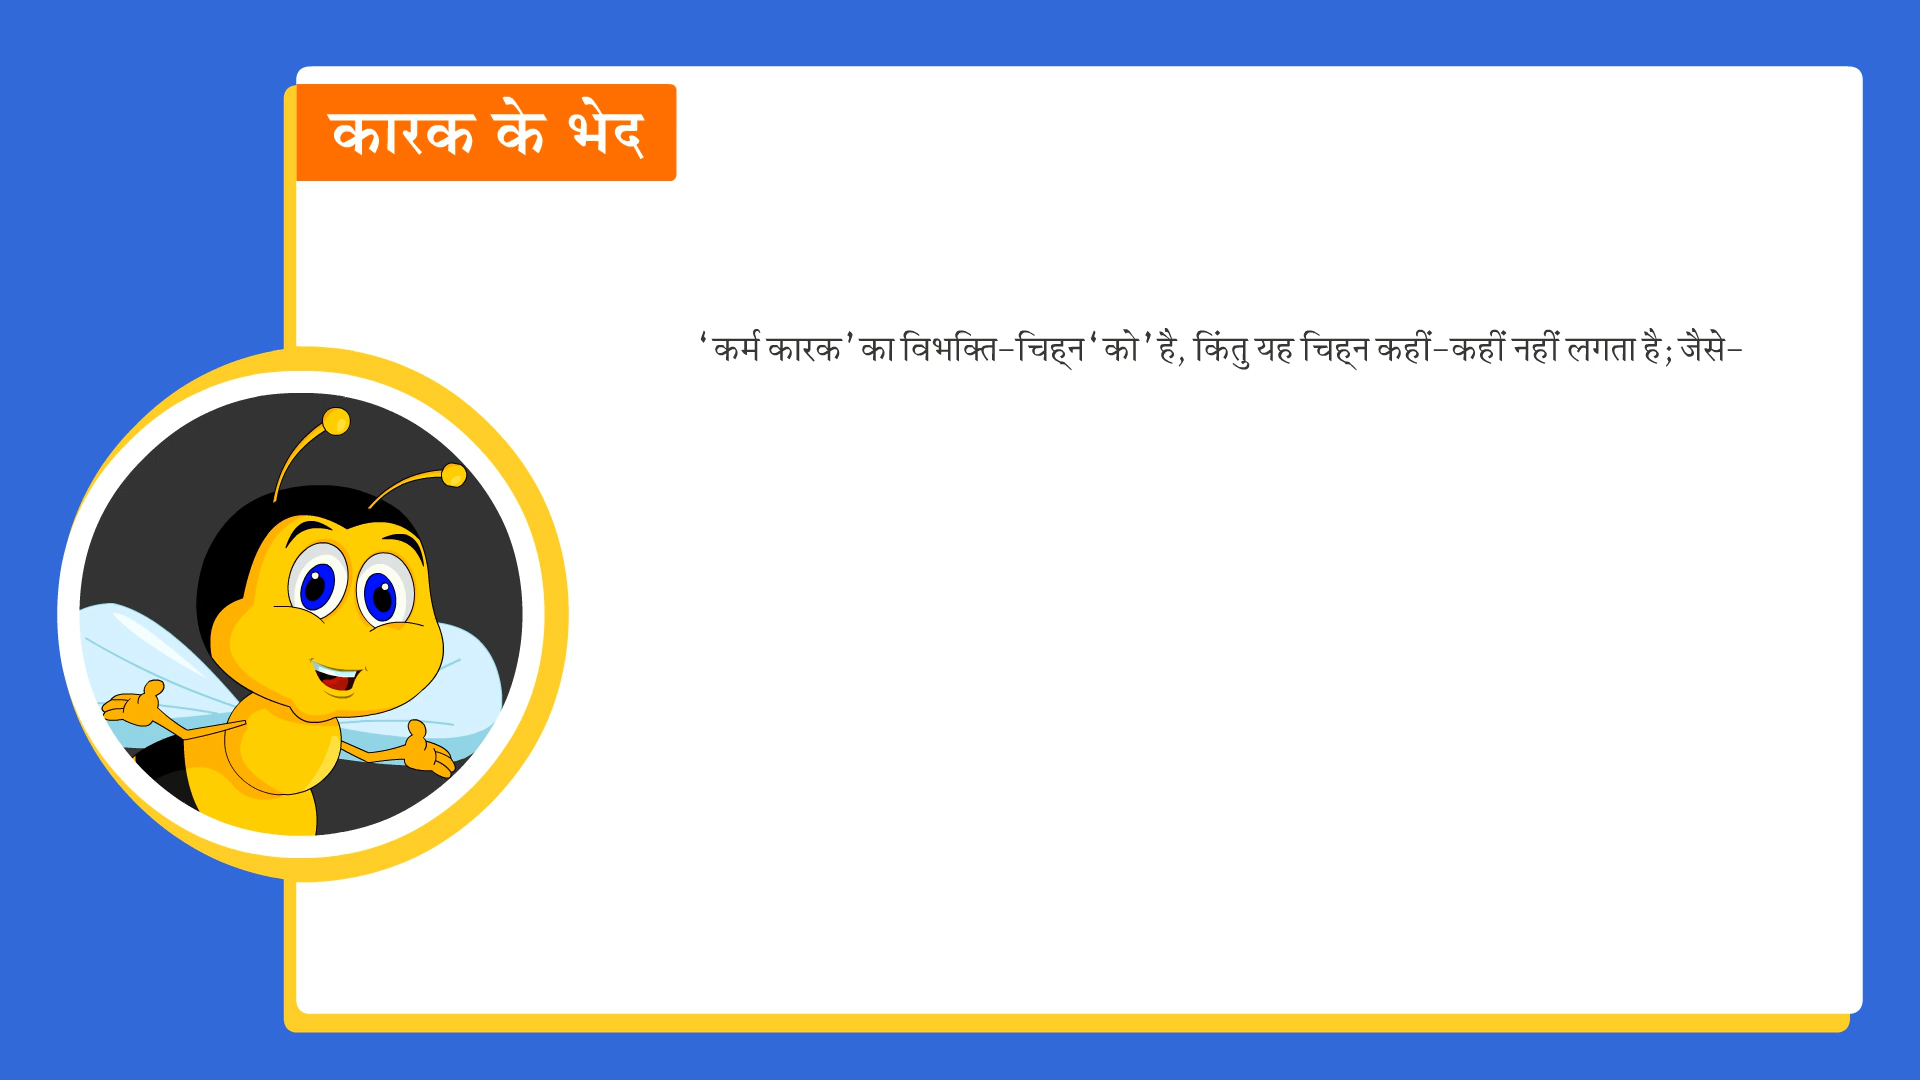 कारक के भेद
‘कर्म कारक’ का विभक्ति-चिह्‌न ‘को’ है, किंतु यह चिह्‌न कहीं-कहीं नहीं लगता है; जैसे-